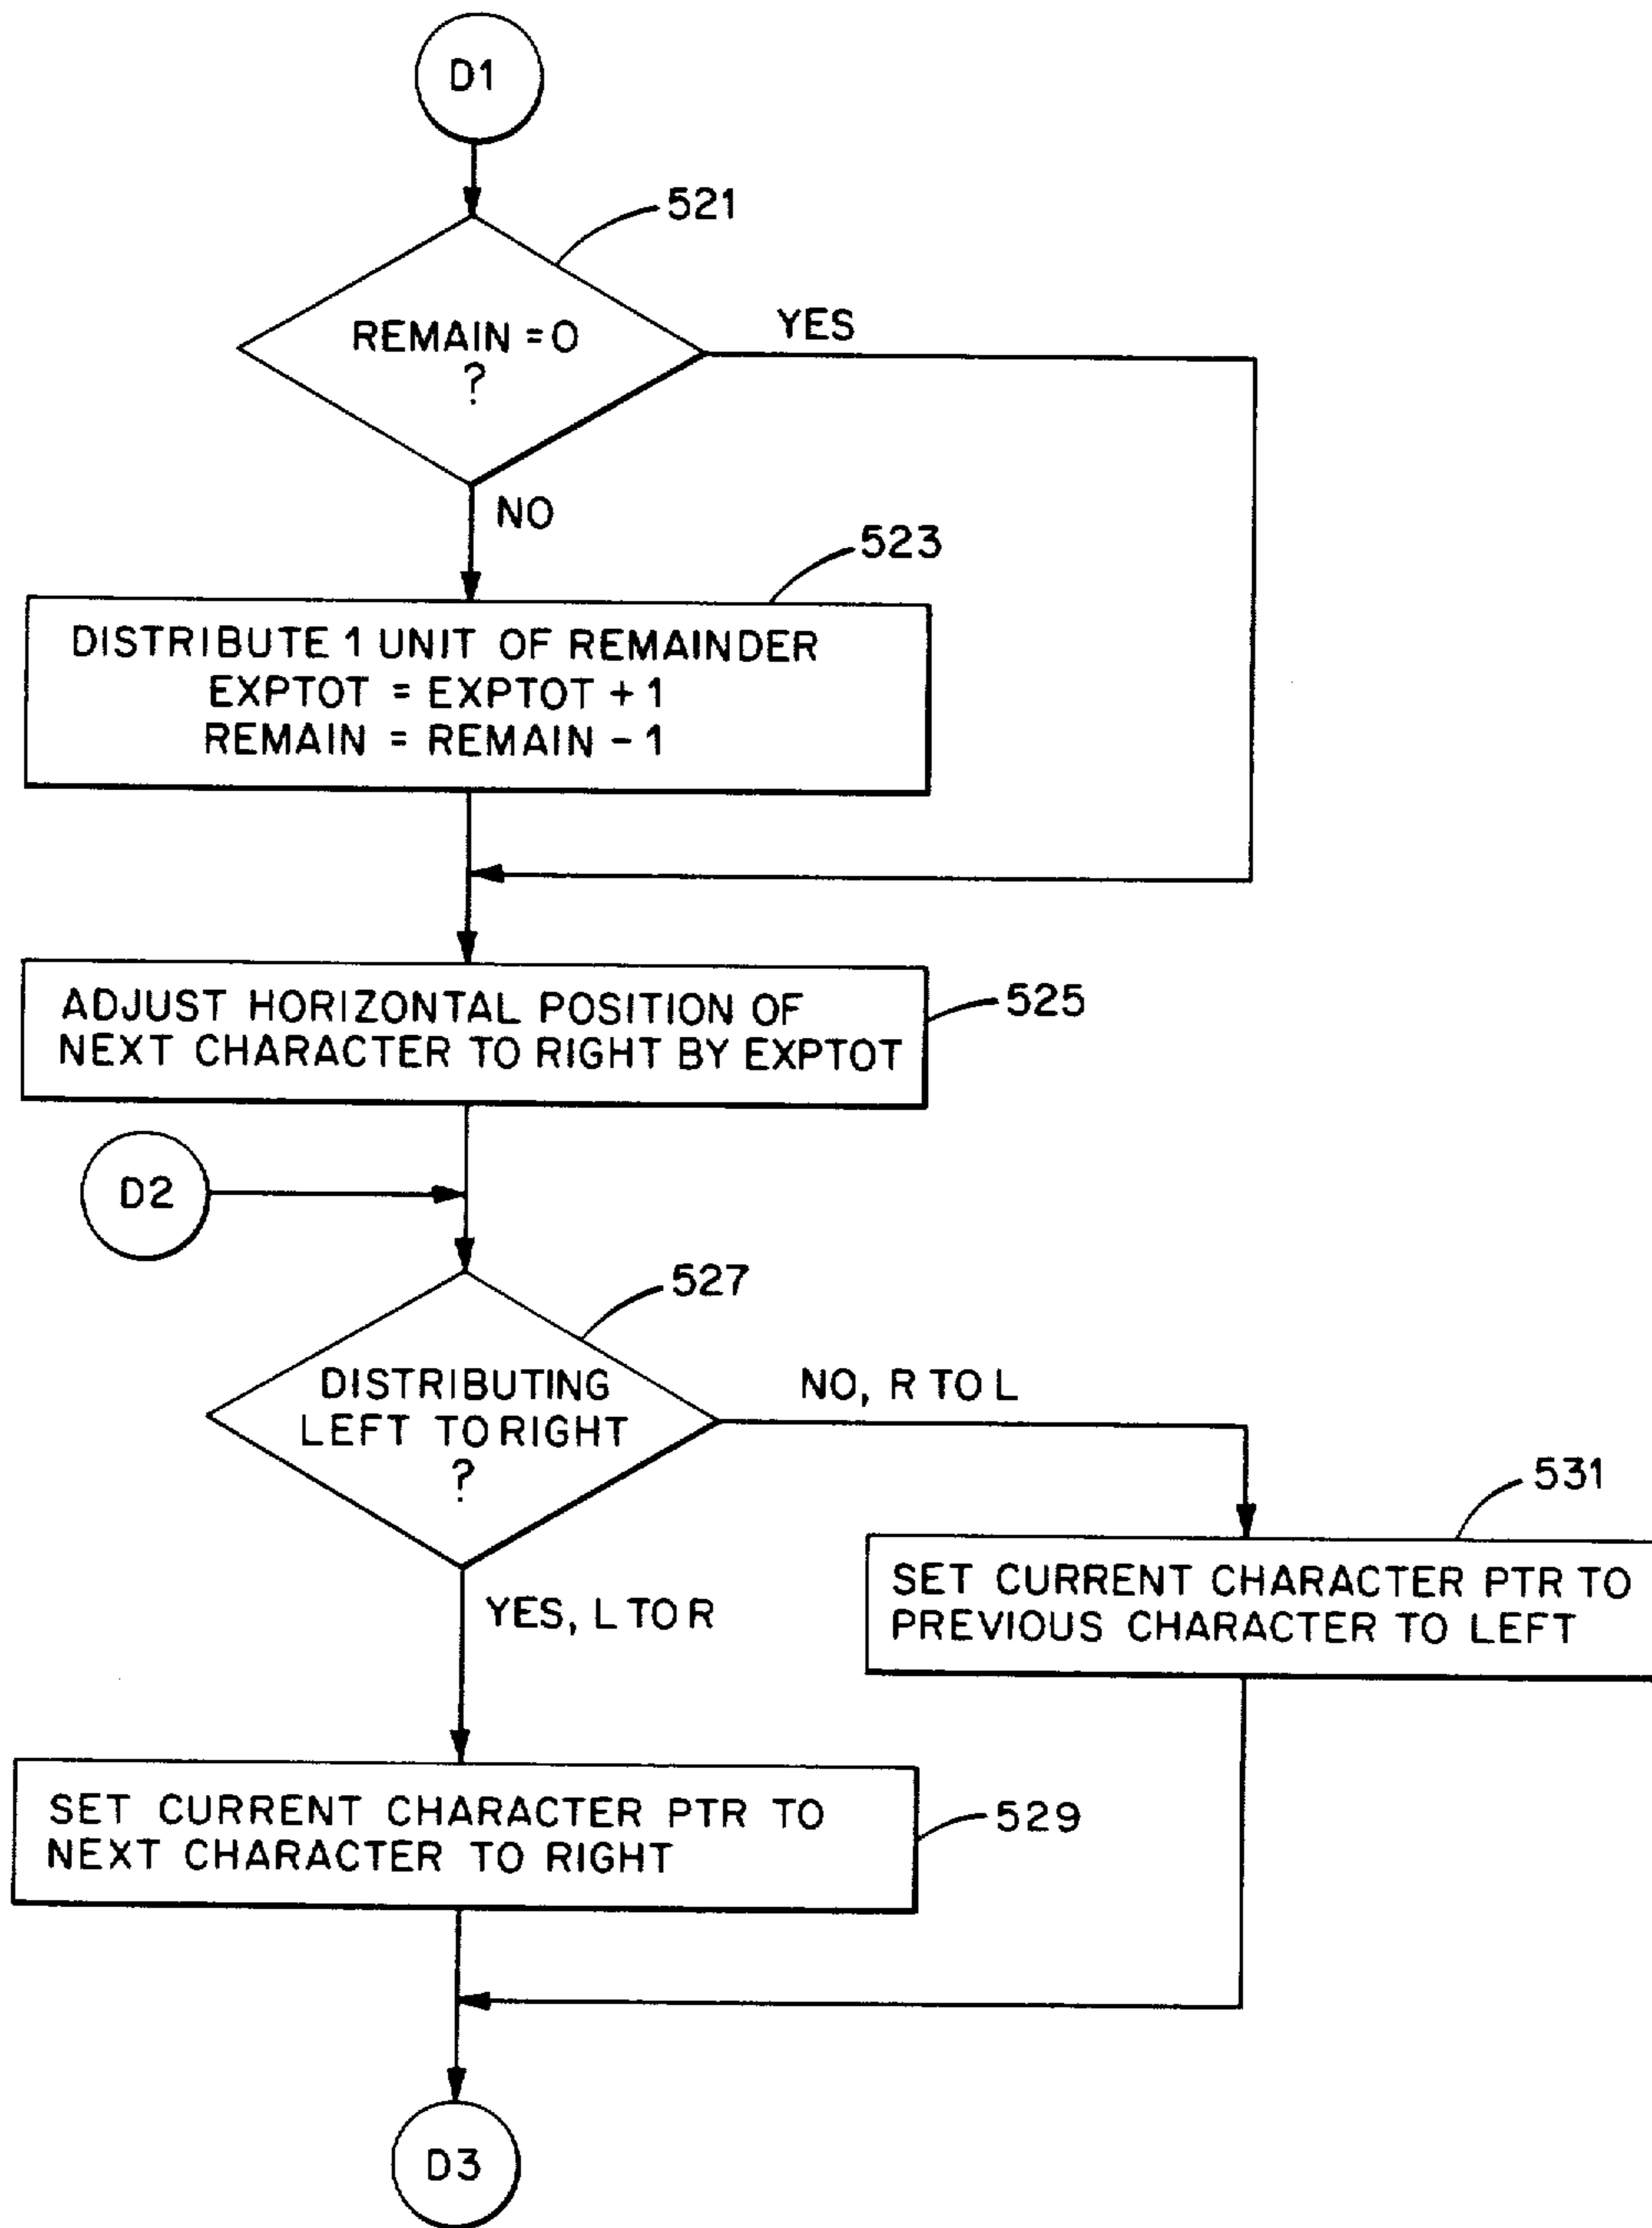 D1
521
REMAIN = 0
?
YES
NO
523
DISTRIBUTE 1 UNIT OF REMAINDER
EXPTOT = EXPTOT + 1
REMAIN = REMAIN - 1
ADJUST HORIZONTAL POSITION OF
NEXT CHARACTER TO RIGHT BY EXPTOT
525
D2
527
DISTRIBUTING
LEFT TO RIGHT
?
NO, R TO L
YES, L TO R
531
SET CURRENT CHARACTER PTR TO
PREVIOUS CHARACTER TO LEFT
SET CURRENT CHARACTER PTR TO
NEXT CHARACTER TO RIGHT
529
D3